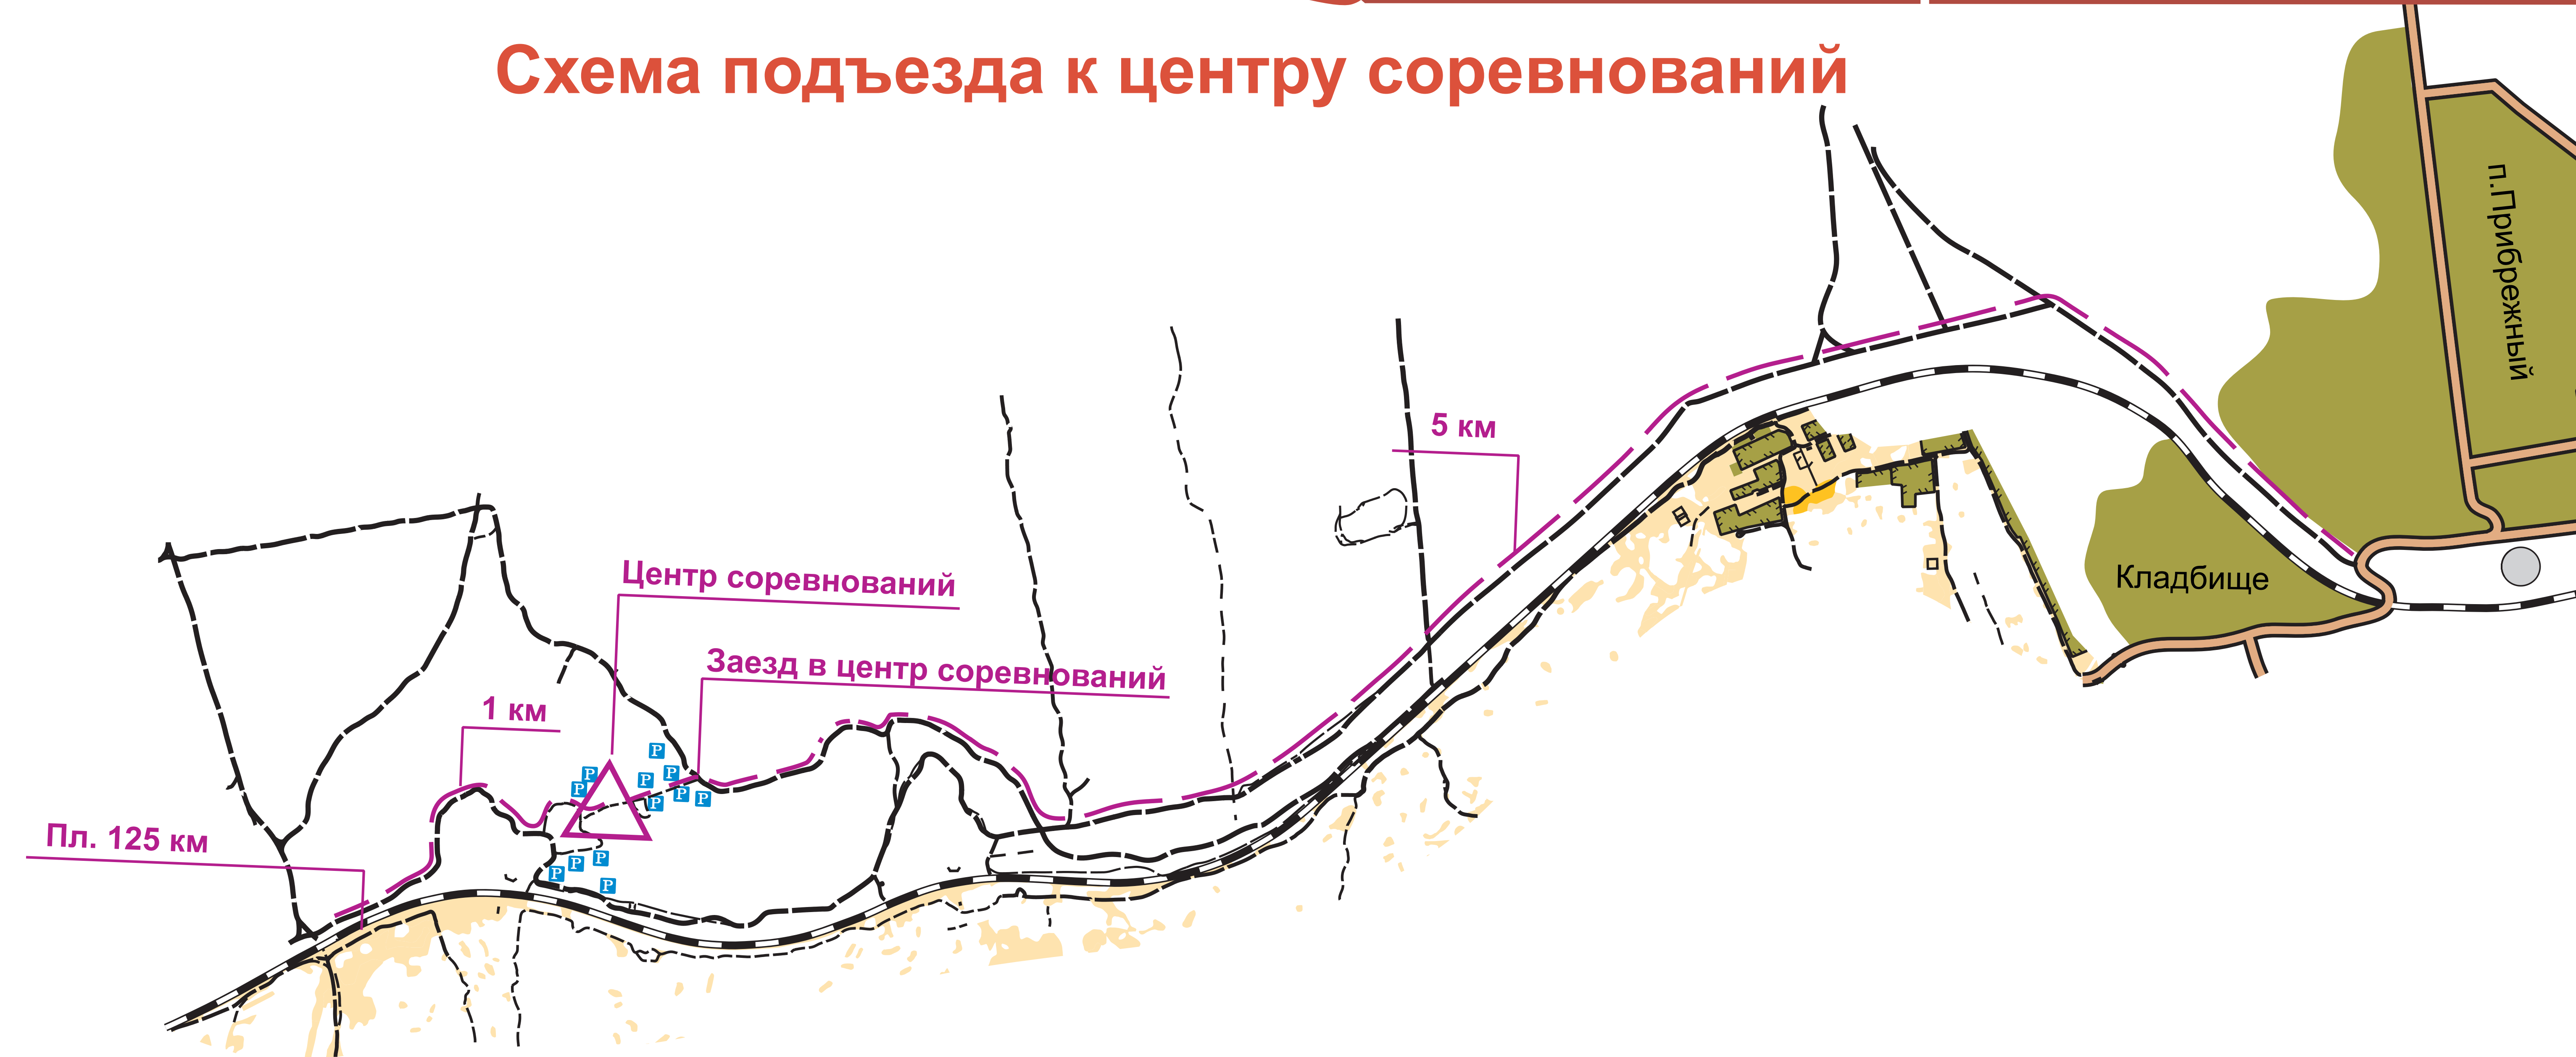 Схема подъезда к центру соревнований
п.Прибрежный
5 км
Кладбище
Центр соревнований
Заезд в центр соревнований
1 км
Пл. 125 км
P
P
P
P
P
P
P
P
P
P
P
P